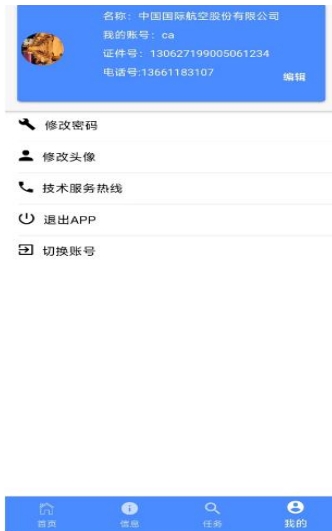 名称：中国国际航空股份有限公司
我的账号：ca
证件号：130627199005061234
电话号:13661183107
编辑
修改密码
修改头像
技术服务热线
退出APP
切换账号
首页
信息
任务
我的